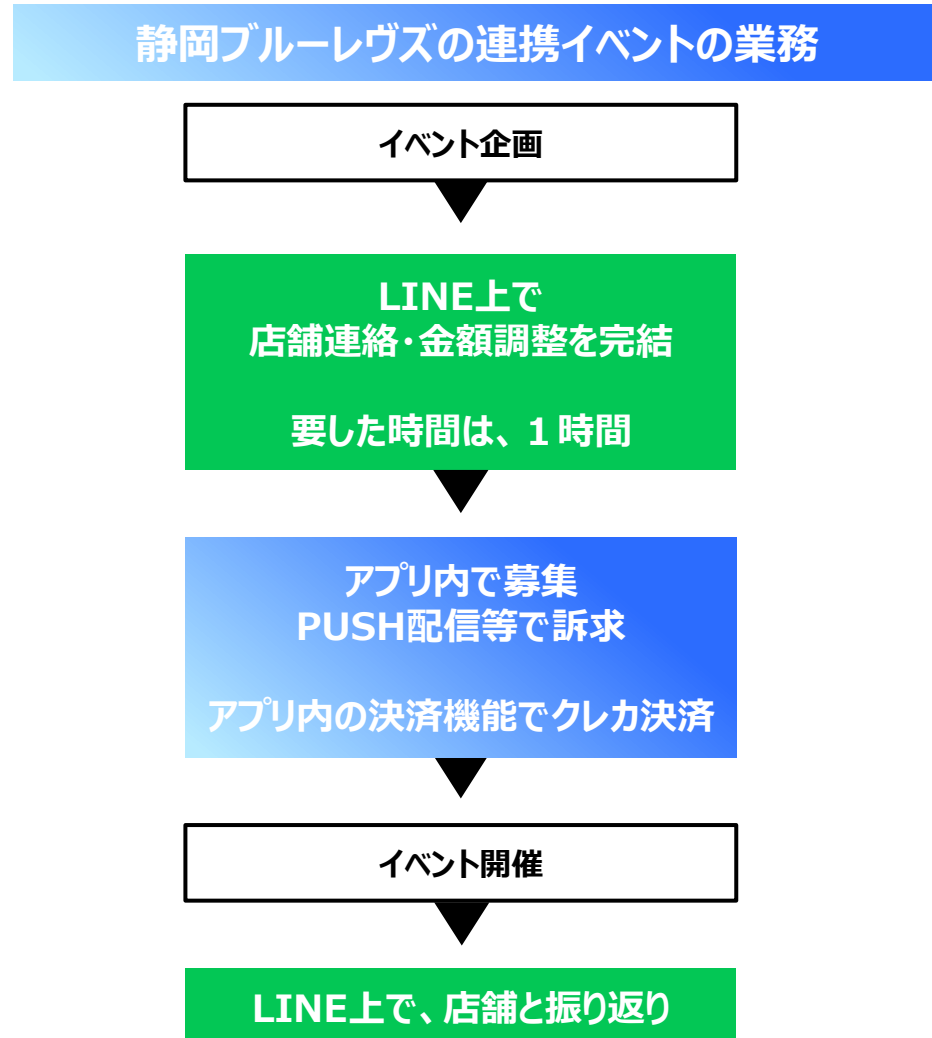 静岡ブルーレヴズの連携イベントの業務
イベント企画
LINE上で
店舗連絡・金額調整を完結
要した時間は、１時間
アプリ内で募集
PUSH配信等で訴求
アプリ内の決済機能でクレカ決済
イベント開催
LINE上で、店舗と振り返り